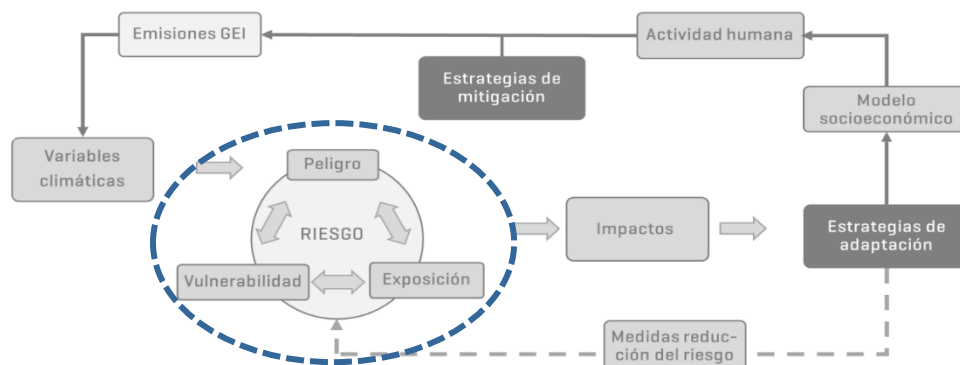 Emisiones GEI
Actividad humana
Estrategias de
mitigación
Modelo
socioeconómico
Variables
climáticas
Peligro
RIESGO
Vulnerabilidad
Exposición
Impactos
Estrategias de
adaptación
Medidas reduc-
ción del riesgo